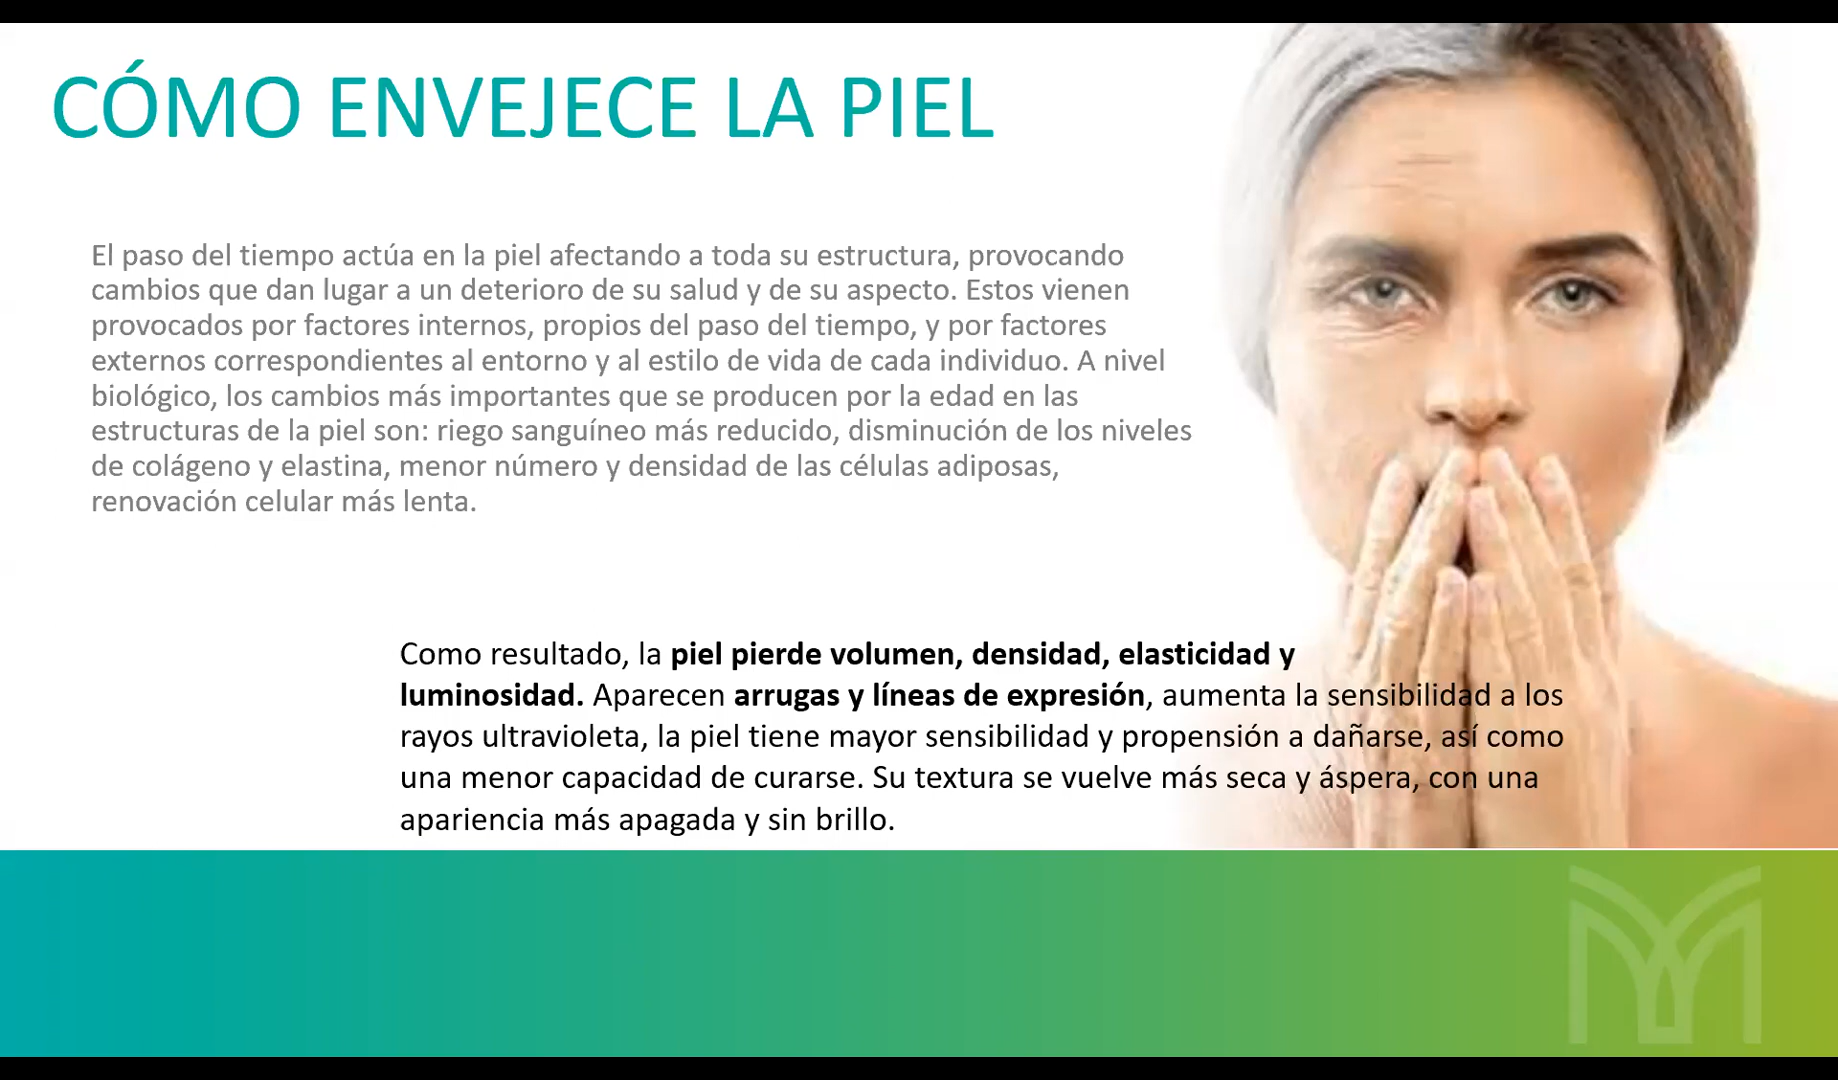 CÓMO ENVEJECE LA PIEL
El paso del tiempo actúa en la piel afectando a toda su estructura, provocando
cambios que dan lugar a un deterioro de su salud y de su aspecto. Estos vienen
provocados por factores internos, propios del paso del tiempo, y por factores
externos correspondientes al entorno y al estilo de vida de cada individuo. A nivel
biológico, los cambios más importantes que se producen por la edad en las
estructuras de la piel son: riego sanguíneo más reducido, disminución de los niveles
de colágeno y elastina, menor número y densidad de las células adiposas,
renovación celular más lenta.
Como resultado, la piel pierde volumen, densidad, elasticidad y
luminosidad. Aparecen arrugas y líneas de expresión, aumenta la sensibilidad a los
rayos ultravioleta, la piel tiene mayor sensibilidad y propensión a dañarse, así como
una menor capacidad de curarse. Su textura se vuelve más seca y áspera, con una
apariencia más apagada y sin brillo.